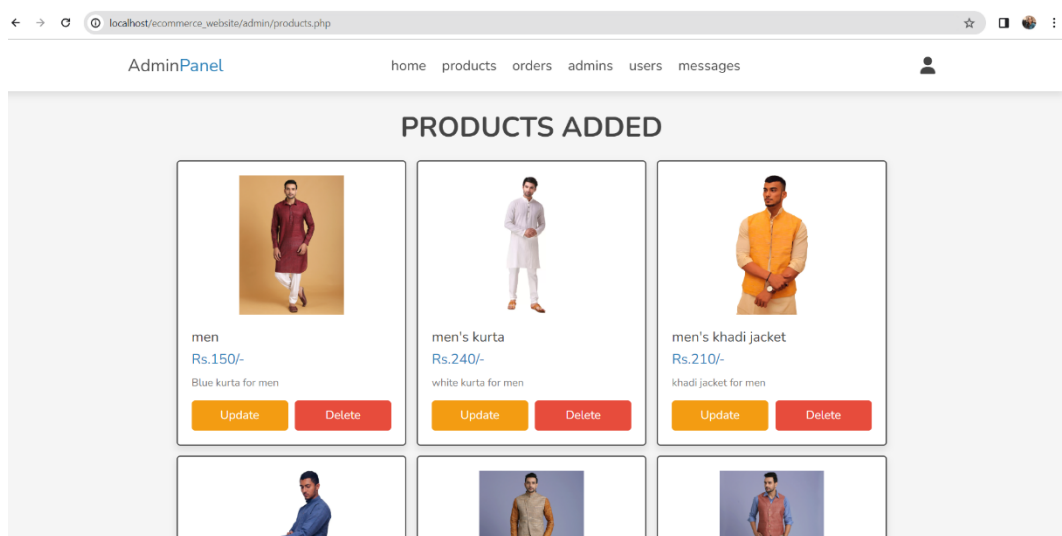 localhost/ecommerce_website/admin/products.php
AdminPanel home products orders admins users messages
PRODUCTS ADDED
men men's kurta men's khadi jacket
Rs.150/- Rs.240/- Rs.210/-
Blue kurta for men white kurta for men khadi jacket for men
Update Delete Update Delete Update Delete